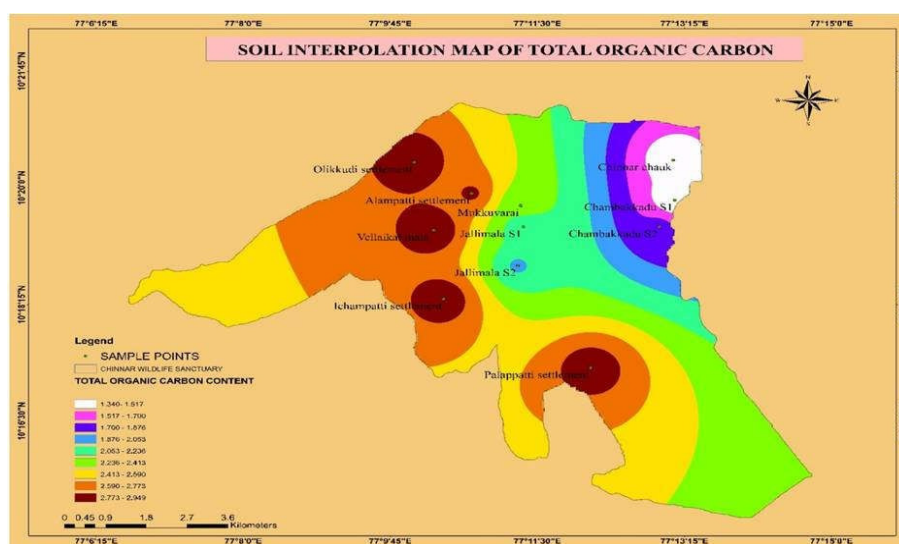 77°6'15"E 77°8'0"E 77°9'45"E 77°11'30"E 77°13'15"E 77°15'0"E
SOIL INTERPOLATION MAP OF TOTAL ORGANIC CARBON
10°21'45"N
N
W E
S
Chinnar chauk
Olikkudi settlement
10°20'0"N
Alampatti settlement
Mukkuvarai
Chambakkadu S1
Vellaikal mala
Jallimala S1
Chambakkadu S2
Jallimala S2
10°18'15"N
Ichampatti settlement
Legend
SAMPLE POINTS
CHINNAR WILDLIFE SANCTUARY
TOTAL ORGANIC CARBON CONTENT
Palappatti settlement
1.340 - 1.517
1.517 - 1.700
1.700 - 1.876
1.876 - 2.053
2.053 - 2.236
2.236 - 2.413
2.413 - 2.590
2.590 - 2.773
2.773 - 2.949
10°16'30"N
0 0.45 0.9 1.8 2.7 3.6
Kilometers
77°6'15"E 77°8'0"E 77°9'45"E 77°11'30"E 77°13'15"E 77°15'0"E